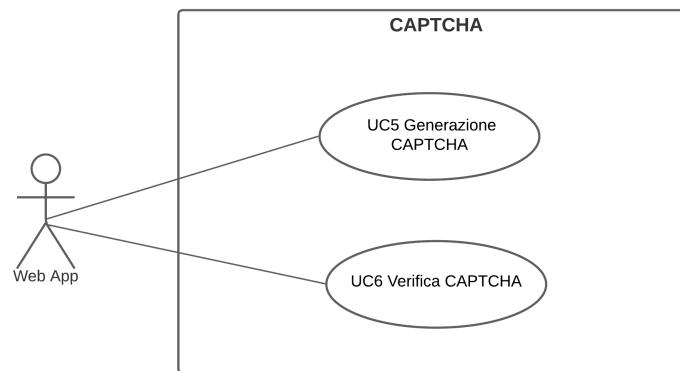 CAPTCHA
UC5 Generazione
CAPTCHA
Web App
UC6 Verifica CAPTCHA